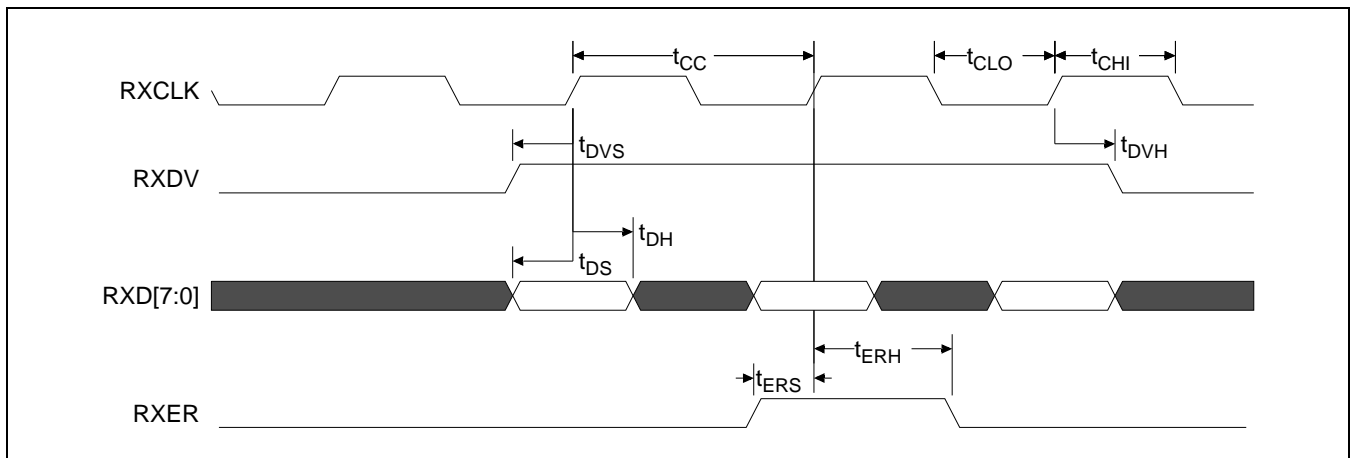 t_CC
t_CLO
t_CHI
RXCLK
t_DVS
t_DVH
RXDV
t_DH
t_DS
RXD[7:0]
t_ERH
t_ERS
RXER